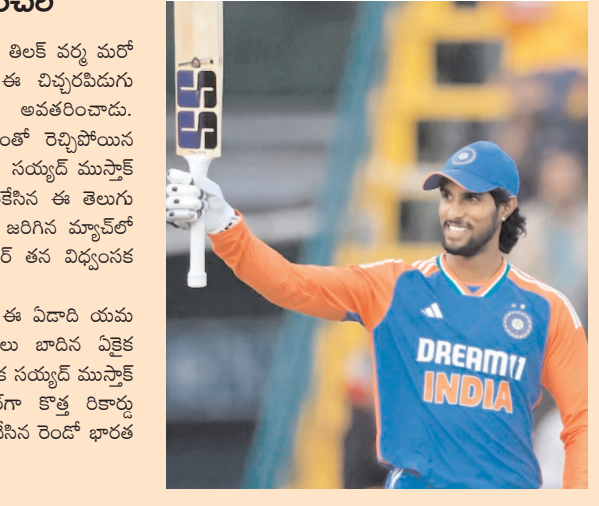 తిలక్ వర్మ మరో
ఈ చిచ్చరపిడుగు
అవతరించాడు.
రెచ్చిపోయిన
సయ్యద్ ముస్తాక్
ఈ తెలుగు
జరిగిన మ్యాచ్‌లో
తన విధ్వంసక
ఈ ఏడాది యమ
బాదిన ఏకైక
సయ్యద్ ముస్తాక్
కొత్త రికార్డు
రెండో భారత
DREAM11
INDIA